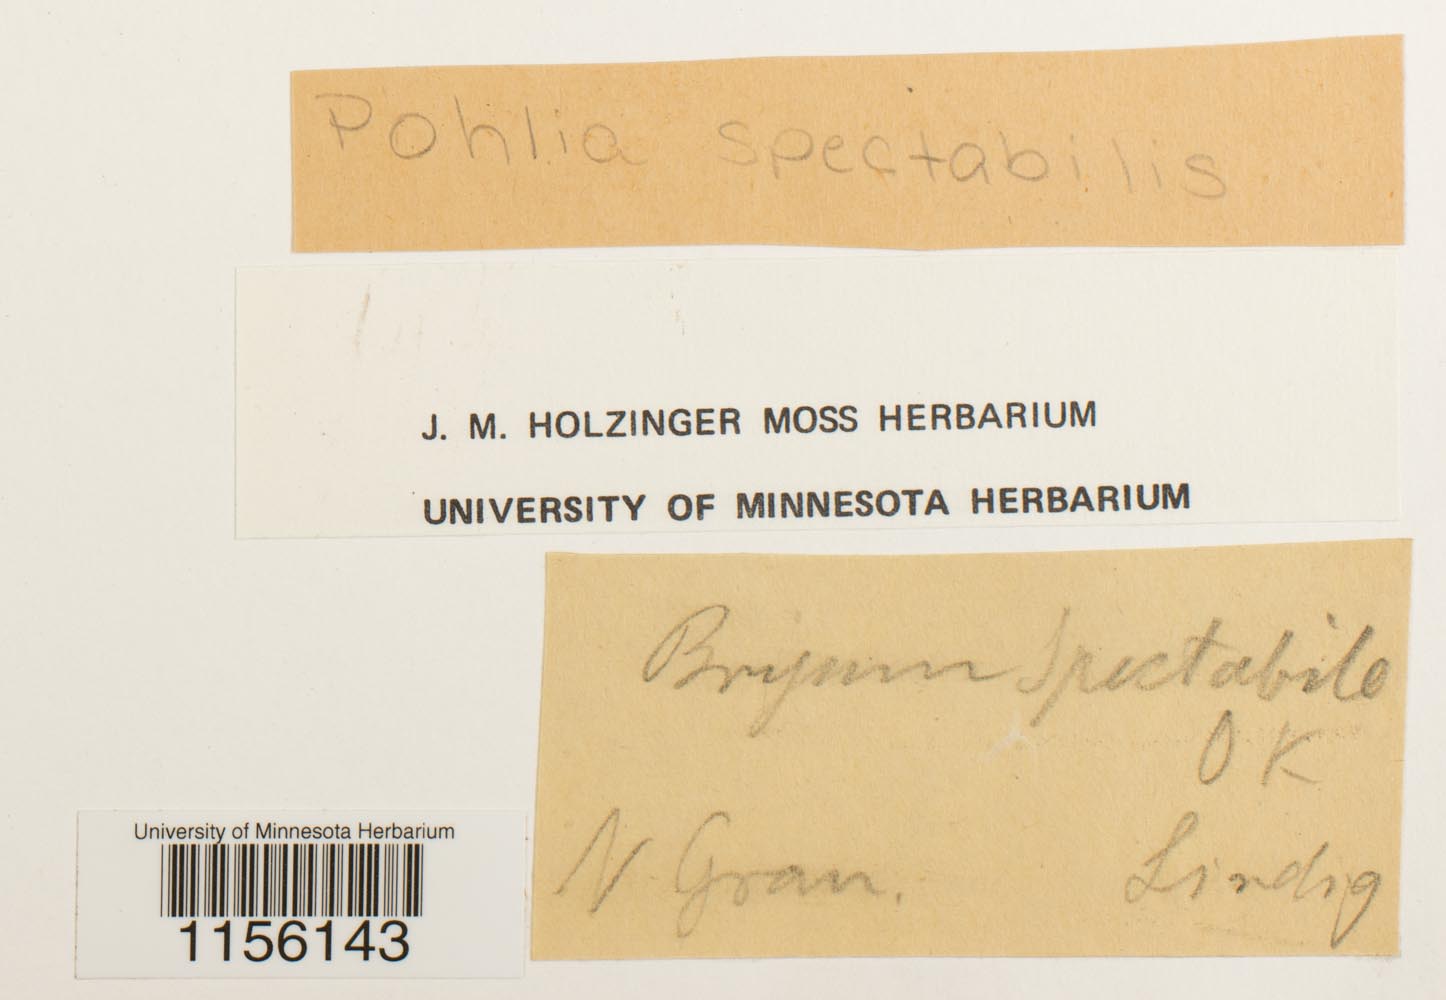 Pohlia spectabilis
J. M. HOLZINGER MOSS HERBARIUM
UNIVERSITY OF MINNESOTA HERBARIUM
Bryum spectabile
OK
N. Gran.
Lindig
University of Minnesota Herbarium
1156143